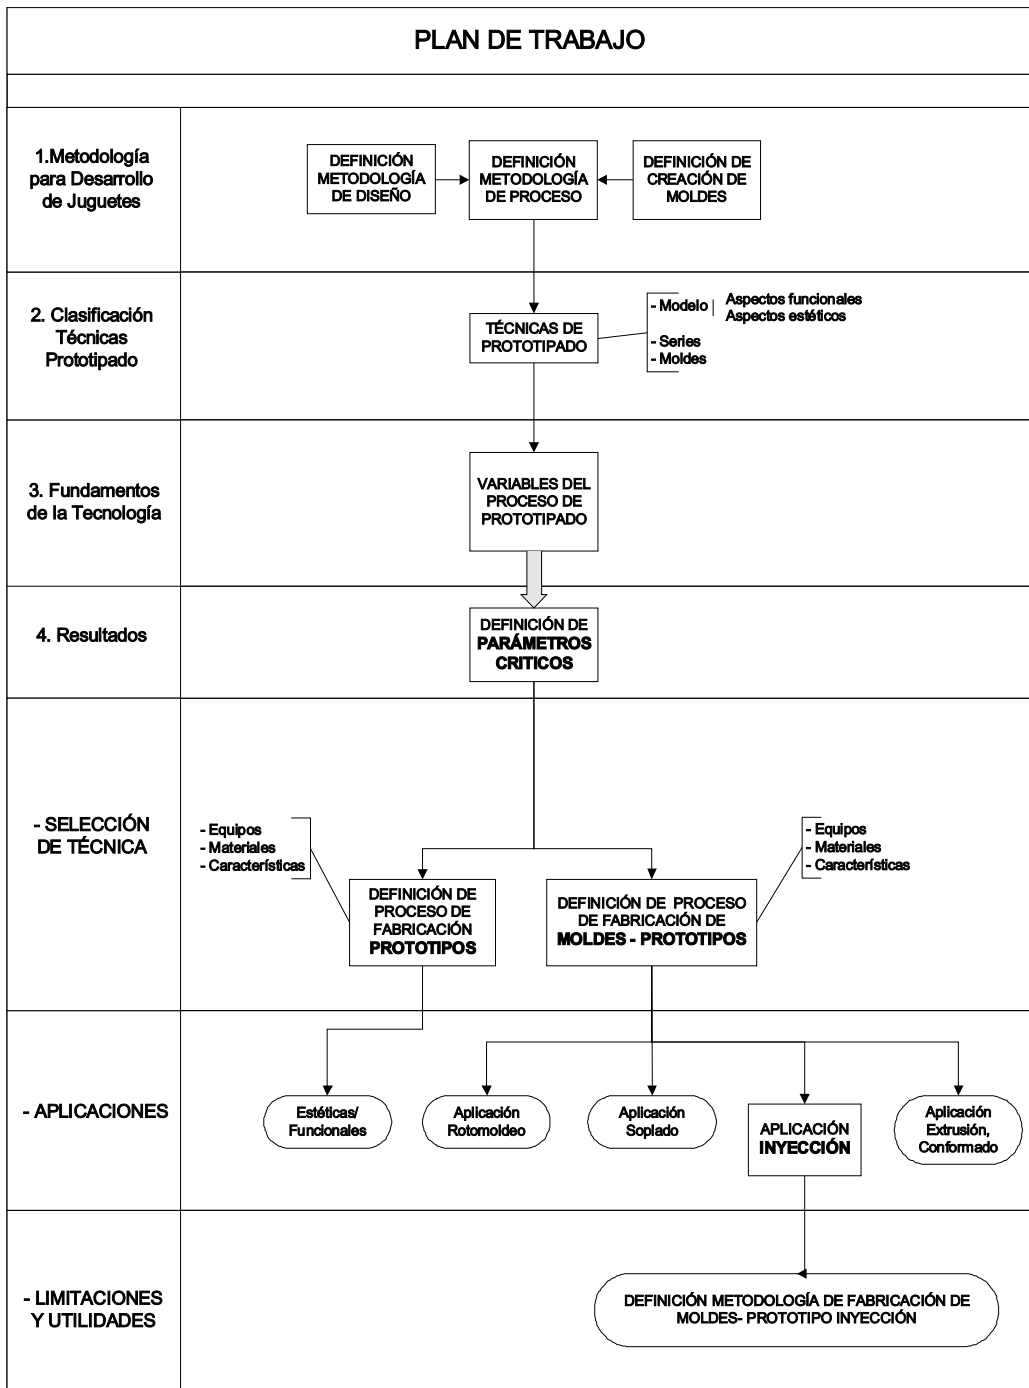 PLAN DE TRABAJO
1.Metodología
para Desarrollo
de Juguetes
DEFINICIÓN
METODOLOGÍA
DE DISEÑO
DEFINICIÓN
METODOLOGÍA
DE PROCESO
DEFINICIÓN DE
CREACIÓN DE
MOLDES
2. Clasificación
Técnicas
Prototipado
TÉCNICAS DE
PROTOTIPADO
- Modelo
Aspectos funcionales
Aspectos estéticos
- Series
- Moldes
3. Fundamentos
de la Tecnología
VARIABLES DEL
PROCESO DE
PROTOTIPADO
4. Resultados
DEFINICIÓN DE
PARÁMETROS
CRITICOS
- SELECCIÓN
DE TÉCNICA
- Equipos
- Materiales
- Características
DEFINICIÓN DE
PROCESO DE
FABRICACIÓN
PROTOTIPOS
- Equipos
- Materiales
- Características
DEFINICIÓN DE PROCESO
DE FABRICACIÓN DE
MOLDES - PROTOTIPOS
- APLICACIONES
Estéticas/
Funcionales
Aplicación
Rotomoldeo
Aplicación
Soplado
APLICACIÓN
INYECCIÓN
Aplicación
Extrusión,
Conformado
- LIMITACIONES
Y UTILIDADES
DEFINICIÓN METODOLOGÍA DE FABRICACIÓN DE
MOLDES- PROTOTIPO INYECCIÓN